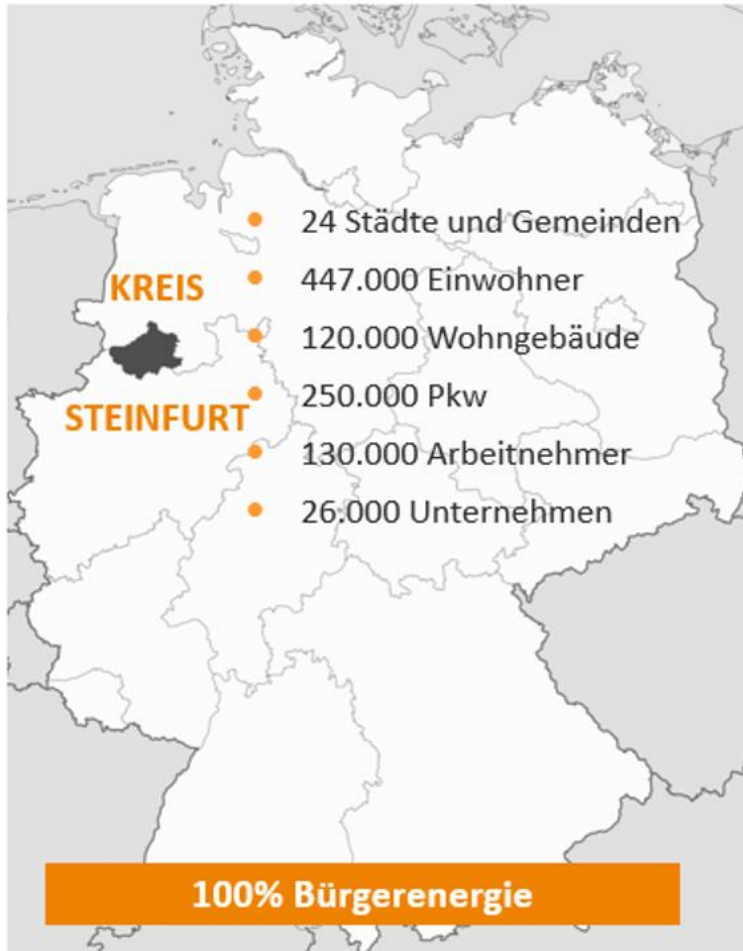 24 Städte und Gemeinden
KREIS
447.000 Einwohner
120.000 Wohngebäude
STEINFURT
250.000 Pkw
130.000 Arbeitnehmer
26.000 Unternehmen
100% Bürgerenergie